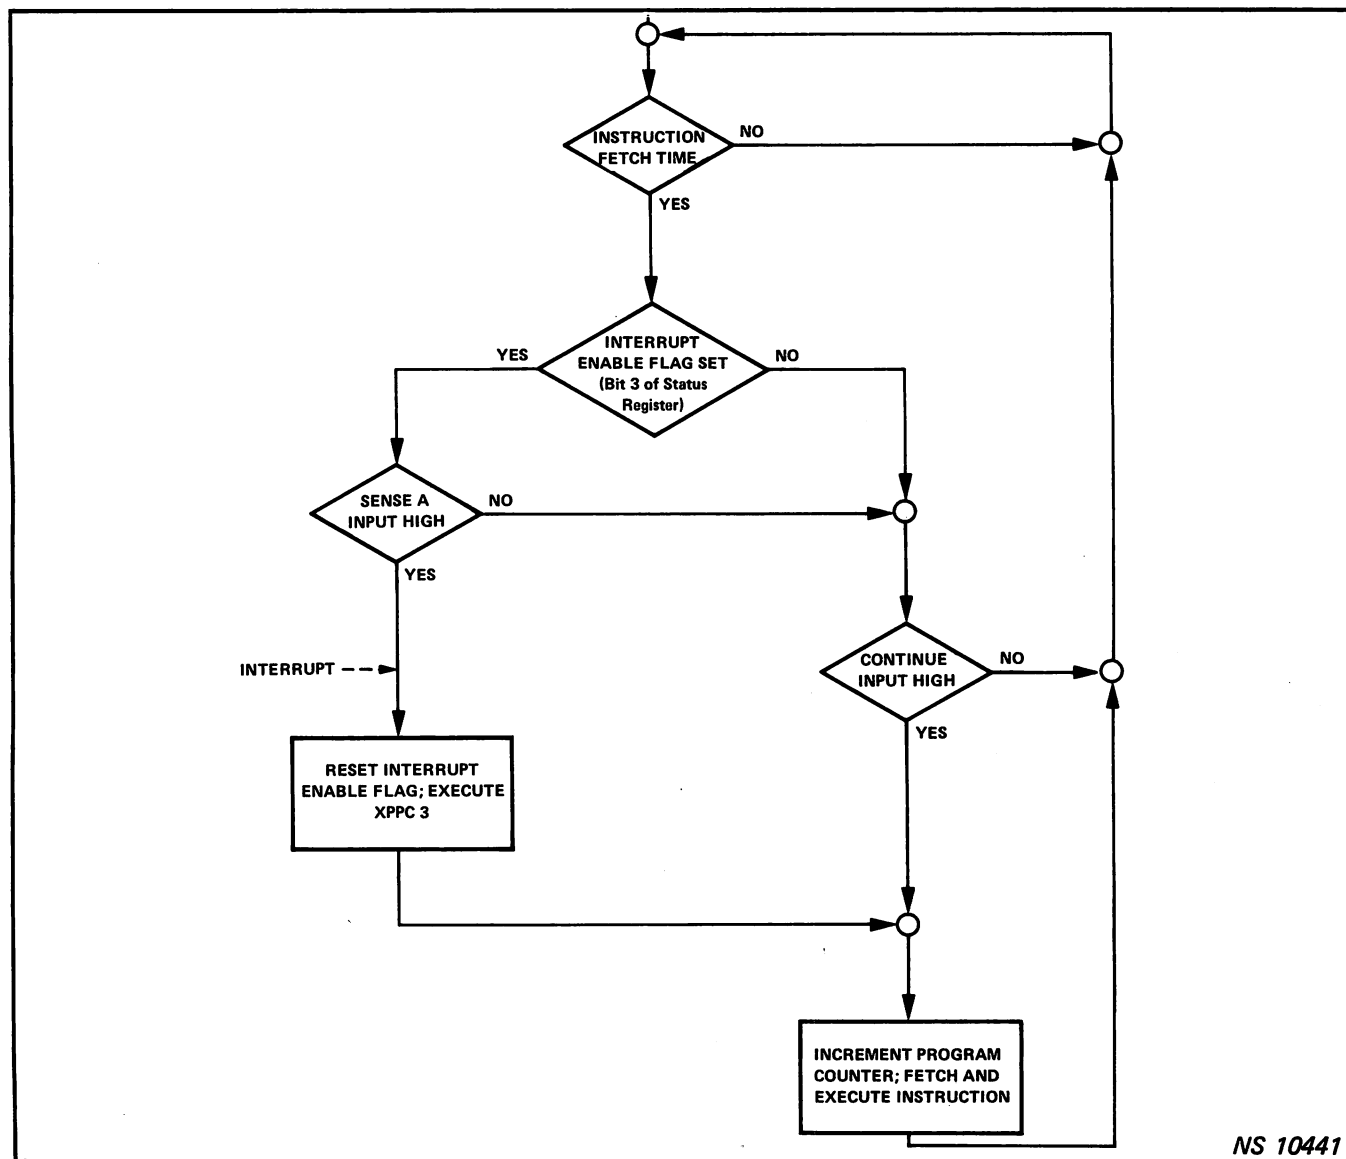 INSTRUCTION
FETCH TIME
NO
YES
INTERRUPT
ENABLE FLAG SET
(Bit 3 of Status
Register)
YES
NO
SENSE A
INPUT HIGH
NO
YES
CONTINUE
INPUT HIGH
NO
YES
INTERRUPT
RESET INTERRUPT
ENABLE FLAG; EXECUTE
XPPC 3
INCREMENT PROGRAM
COUNTER; FETCH AND
EXECUTE INSTRUCTION
NS 10441